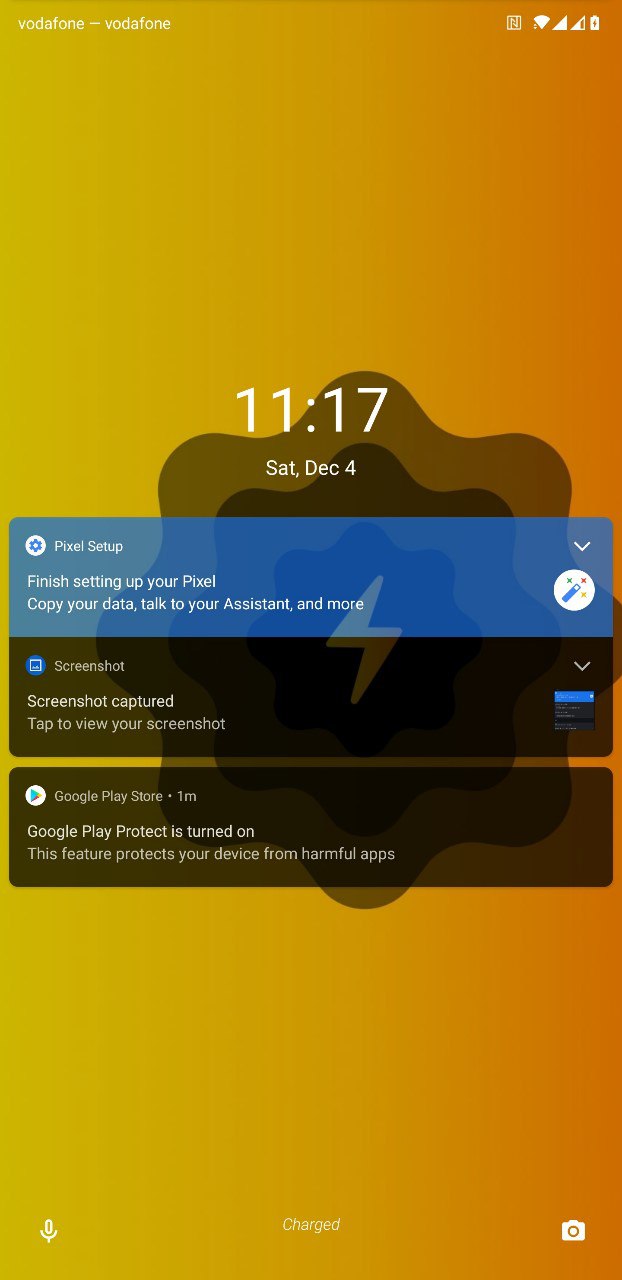 vodafone — vodafone
11:17
Sat, Dec 4
Pixel Setup
Finish setting up your Pixel
Copy your data, talk to your Assistant, and more
Screenshot
Screenshot captured
Tap to view your screenshot
Google Play Store • 1m
Google Play Protect is turned on
This feature protects your device from harmful apps
Charged